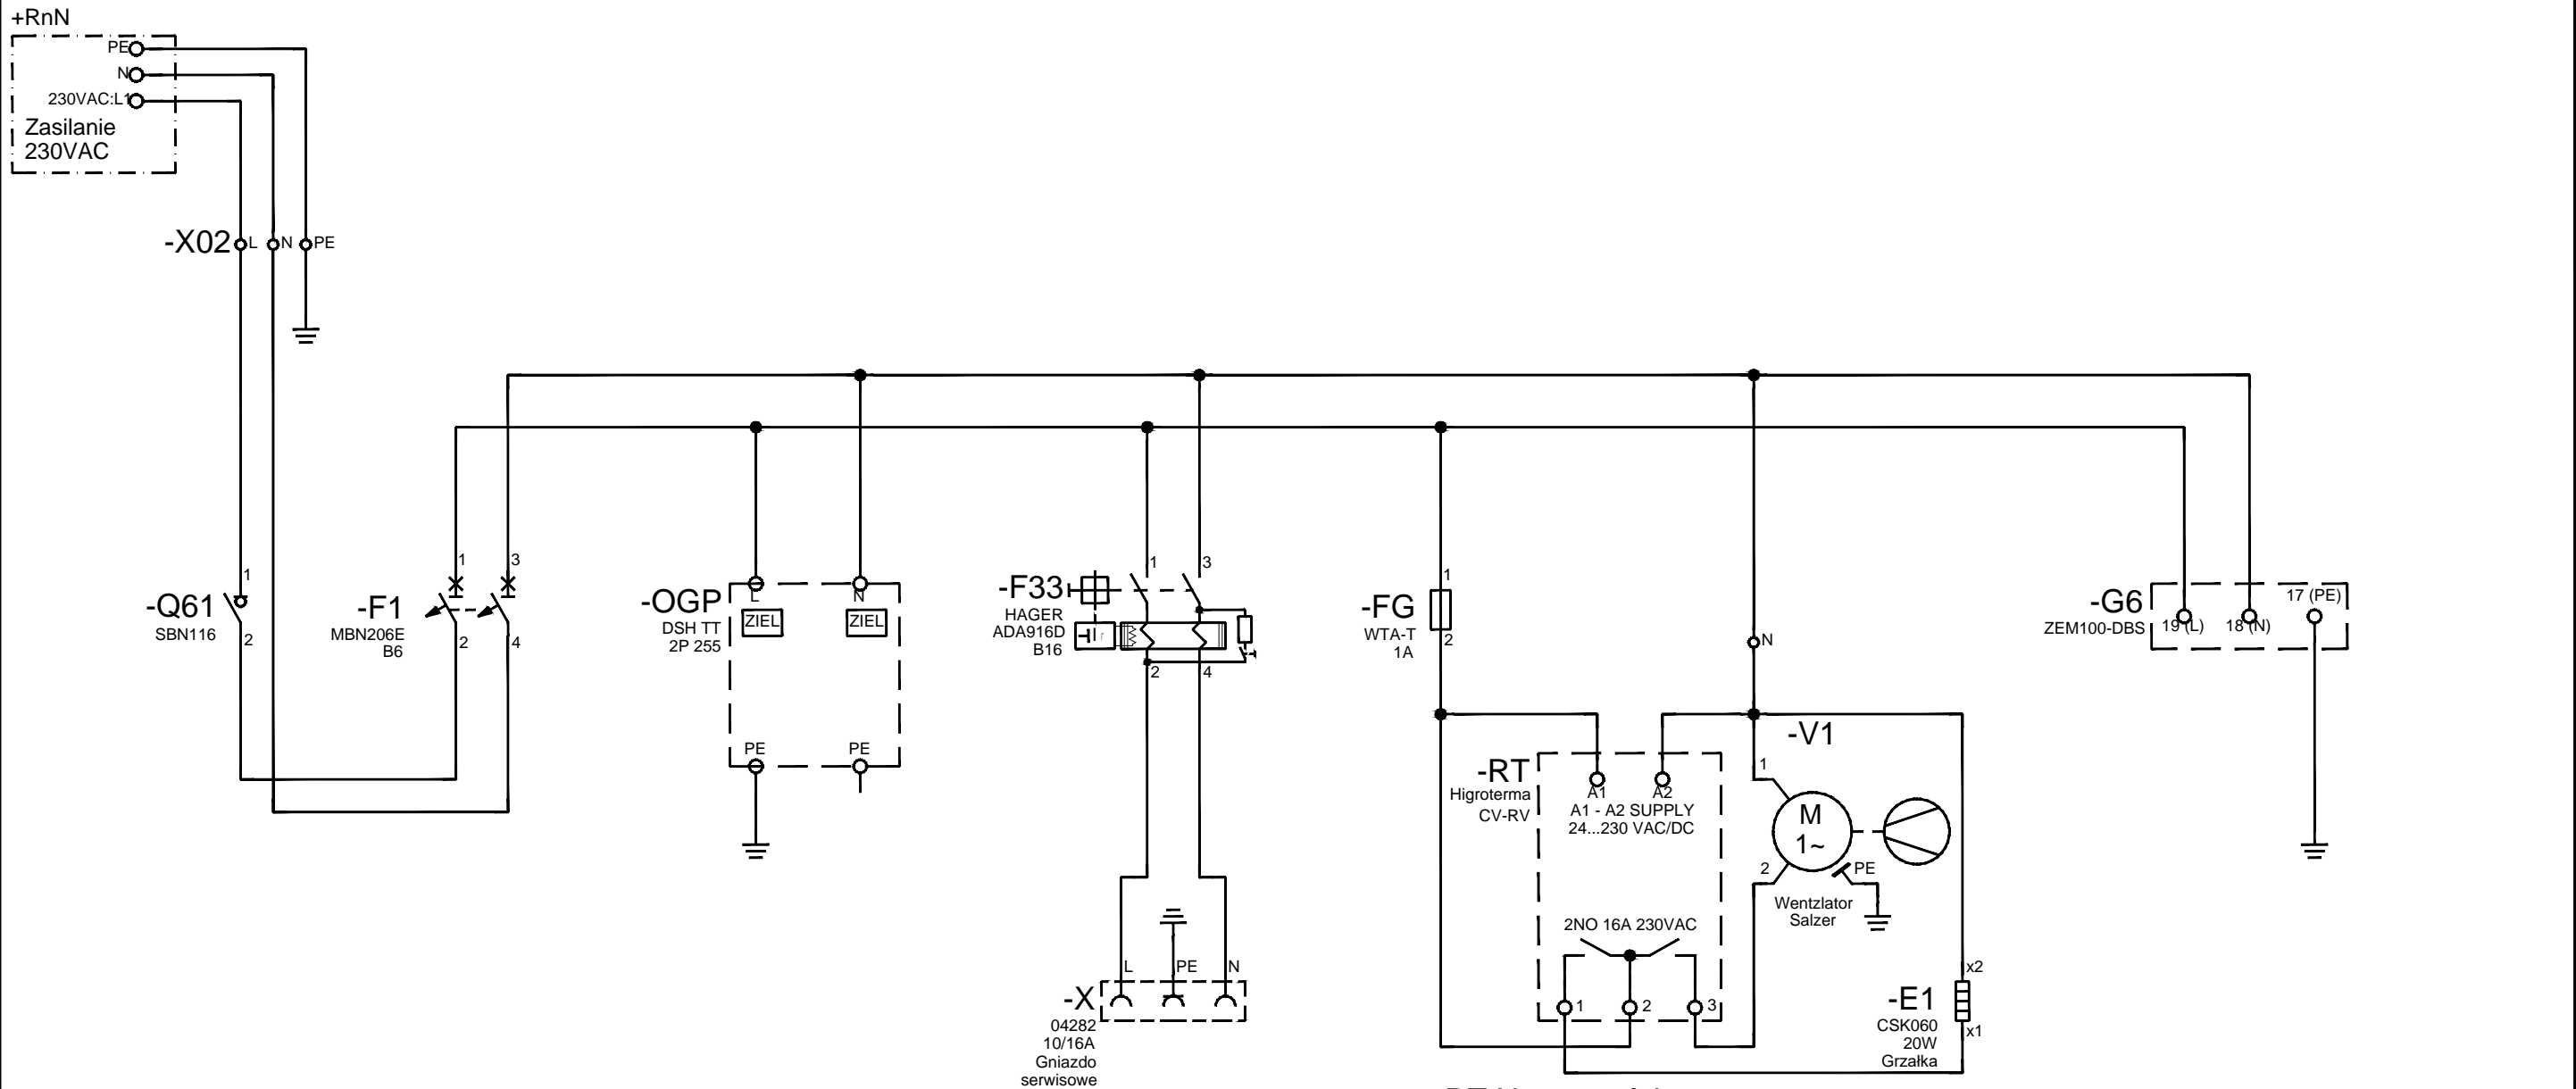 +RnN
PE
N
230VAC:L1
Zasilanie
230VAC
-X02
L
N
PE
-Q61
SBN116
1
2
-F1
MBN206E
B6
1
3
2
4
-OGP
DSH TT
2P 255
L
N
ZIEL
ZIEL
PE
PE
-F33
HAGER
ADA916D
B16
1
3
2
4
L
PE
N
-X
04282
10/16A
Gniazdo
serwisowe
-FG
WTA-T
1A
1
2
N
-RT
Higroterma
CV-RV
A1
A2
A1 - A2 SUPPLY
24...230 VAC/DC
2NO 16A 230VAC
1
2
3
-V1
1
M
1~
2
PE
Wentzlator
Salzer
x2
-E1
CSK060
20W
Grzałka
x1
-G6
ZEM100-DBS
19 (L)
18 (N)
17 (PE)